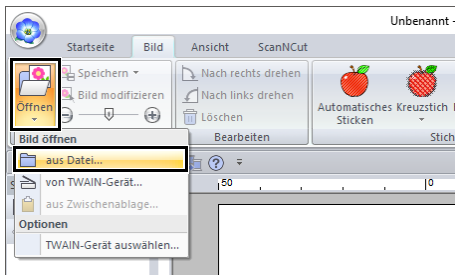 Unbenannt -
Startseite Bild Ansicht ScanNCut
Öffnen
Speichern
Bild modifizieren
Nach rechts drehen
Nach links drehen
Löschen
Automatisches Sticken
Kreuzstich
Bearbeiten
Stich
Bild öffnen
aus Datei...
von TWAIN-Gerät...
aus Zwischenablage...
Optionen
TWAIN-Gerät auswählen...
50
0